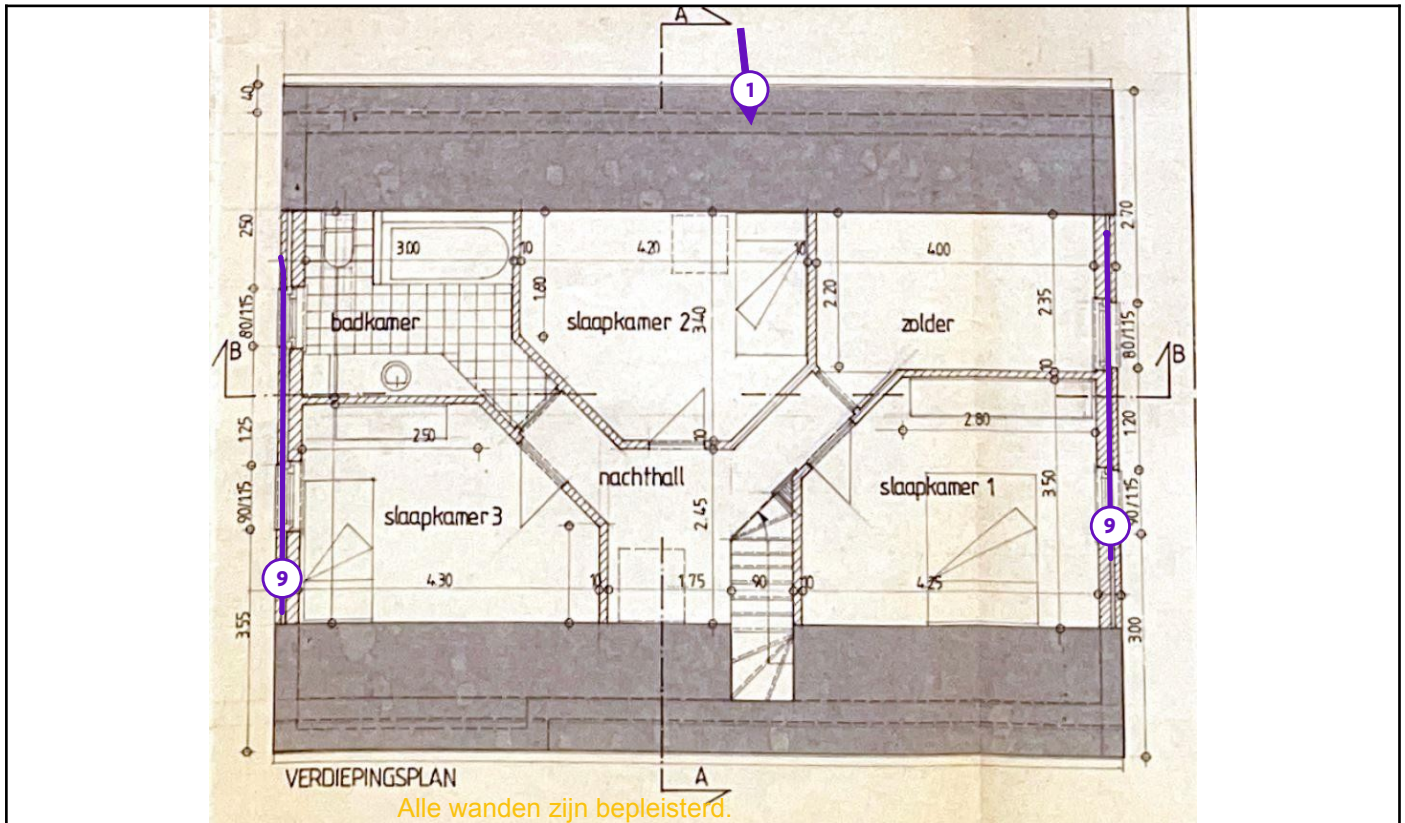 A
1
40
250
3.00
10
4.20
10
4.00
2.70
1.80
2.20
2.35
80/115
badkamer
slaapkamer 2
3.40
zolder
80/115
B
B
10
125
2.50
10
2.80
120
nachthall
slaapkamer 1
3.50
90/115
slaapkamer 3
2.45
90/115
9
9
4.30
10
1.75
90
10
4.25
3.55
3.00
VERDIEPINGSPLAN
A
Alle wanden zijn bepleisterd.